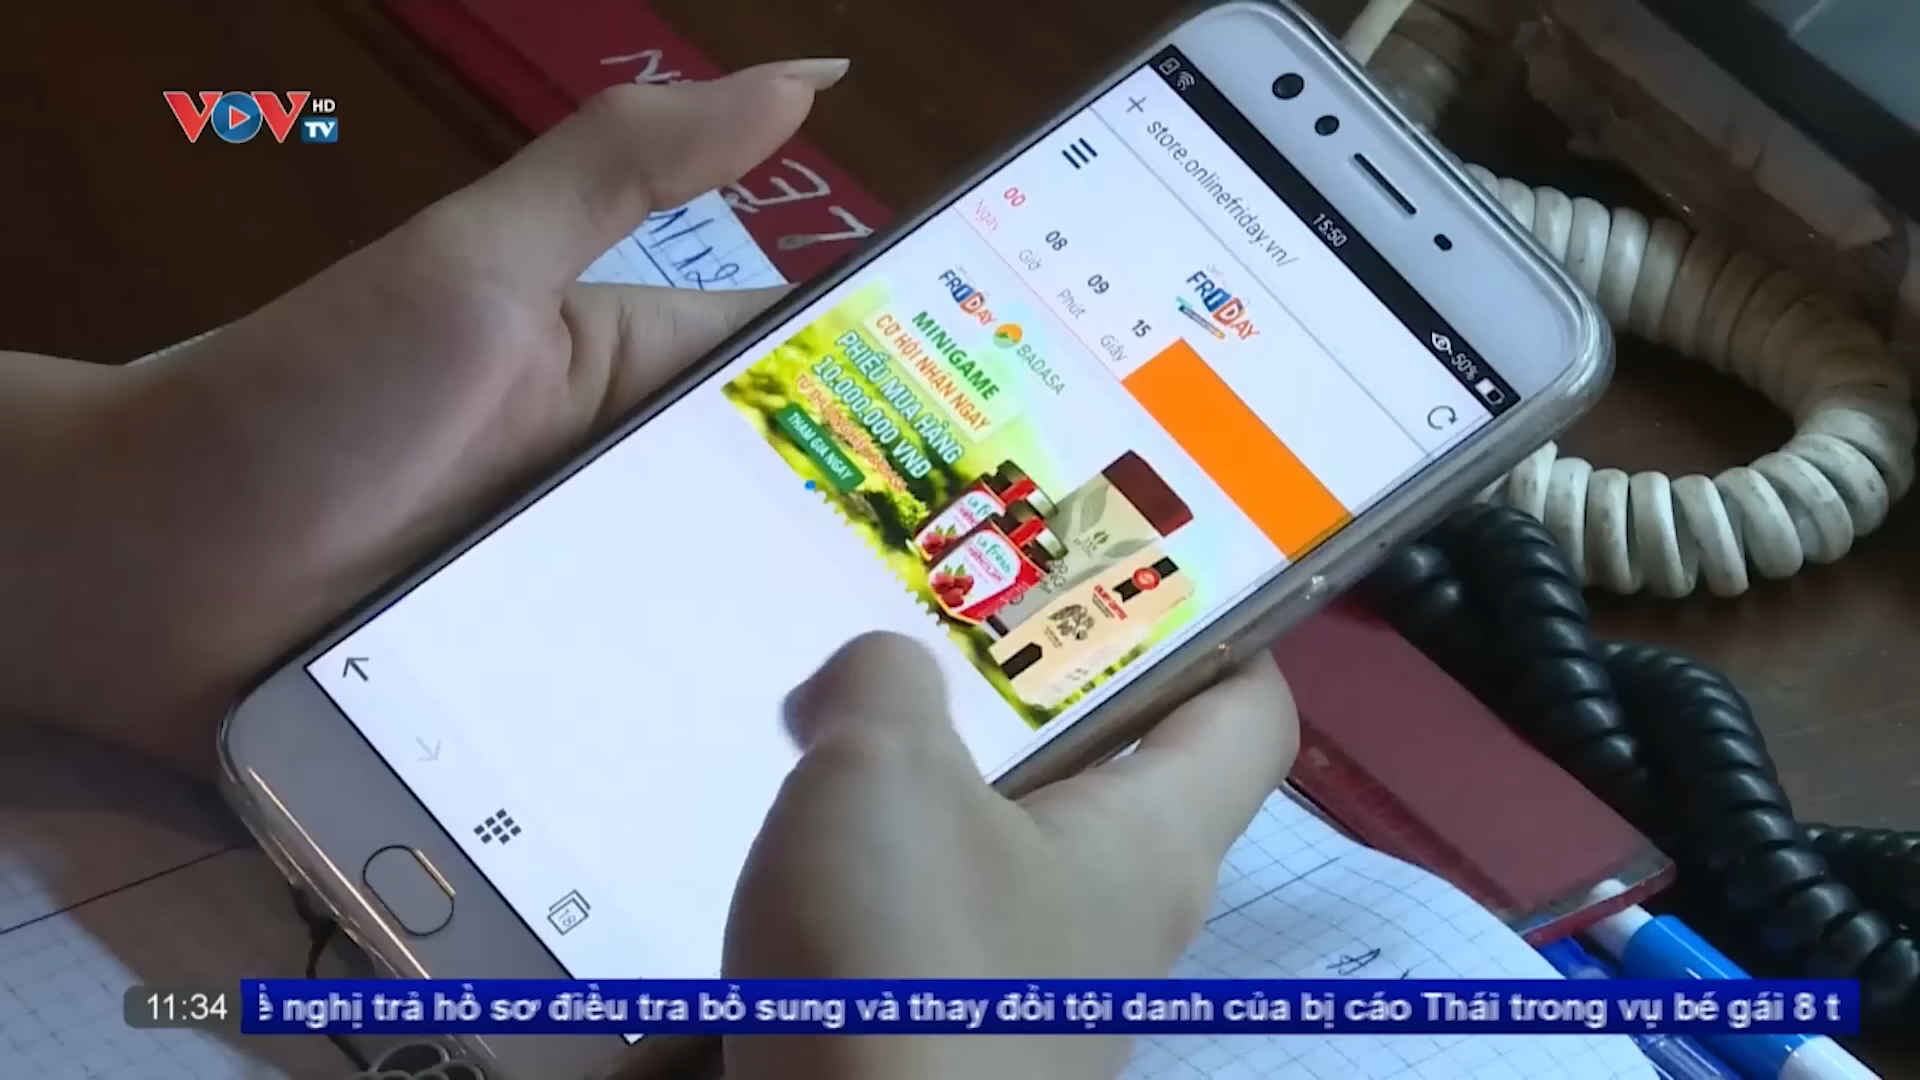 VOV HD
TV
15:50
50%
store.onlinefriday.vn/
FRIDAY
00 08 09 15
Ngày Giờ Phút Giây
FRIDAY BADASA
MINIGAME
CƠ HỘI NHẬN NGAY
PHIẾU MUA HÀNG
10.000.000 VNĐ
THAM GIA NGAY
1/12
11:34
ề nghị trả hồ sơ điều tra bổ sung và thay đổi tội danh của bị cáo Thái trong vụ bé gái 8 t